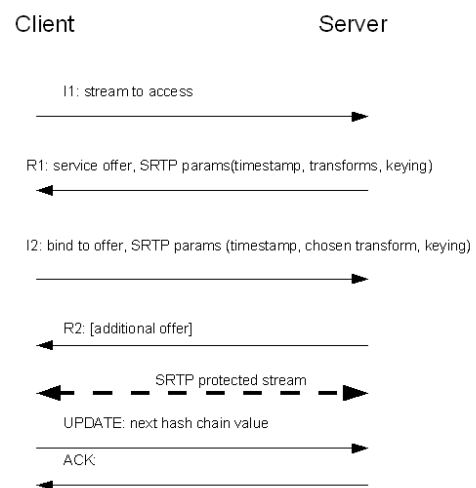 Client Server
I1: stream to access
R1: service offer, SRTP params(timestamp, transforms, keying)
I2: bind to offer, SRTP params (timestamp, chosen transform, keying)
R2: [additional offer]
SRTP protected stream
UPDATE: next hash chain value
ACK: